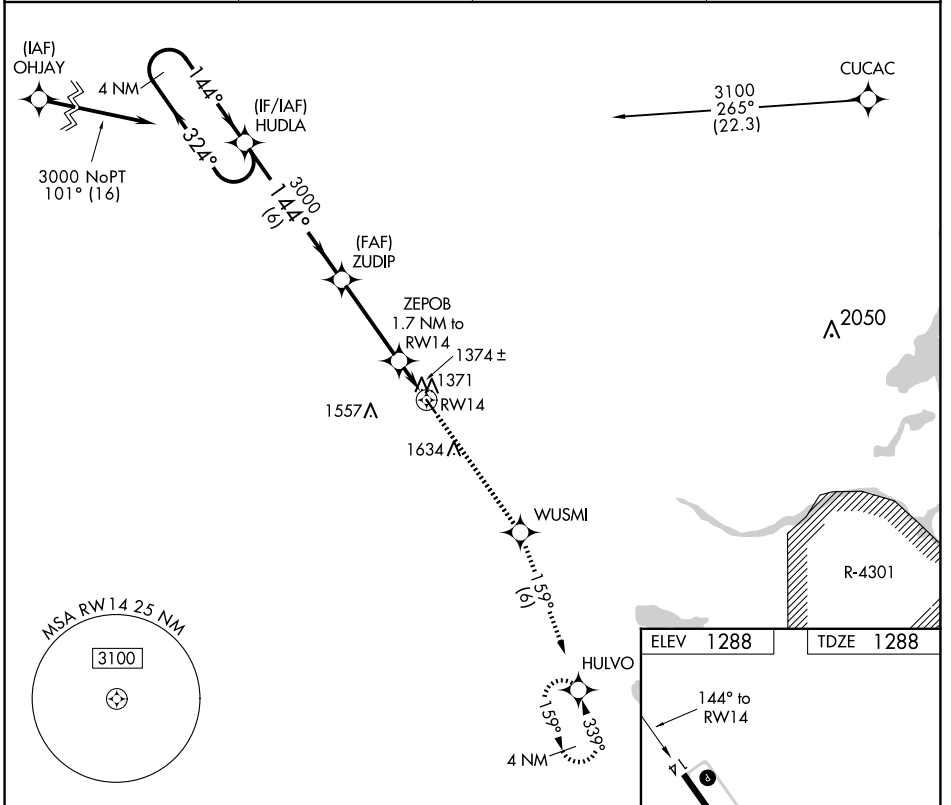 (IAF)
OHJAY
4 NM
144°
324°
(IF/IAF)
HUDLA
3000 NoPT
101° (16)
CUCAC
3100
265°
(22.3)
3000
144°
(6)
(FAF)
ZUDIP
ZEPOB
1.7 NM to
RW14
1374 ±
1371
RW14
1557
1634
2050
WUSMI
159°
(6)
R-4301
HULVO
159°
339°
4 NM
MSA RW14 25 NM
3100
ELEV 1288
TDZE 1288
144° to
RW14
14
P